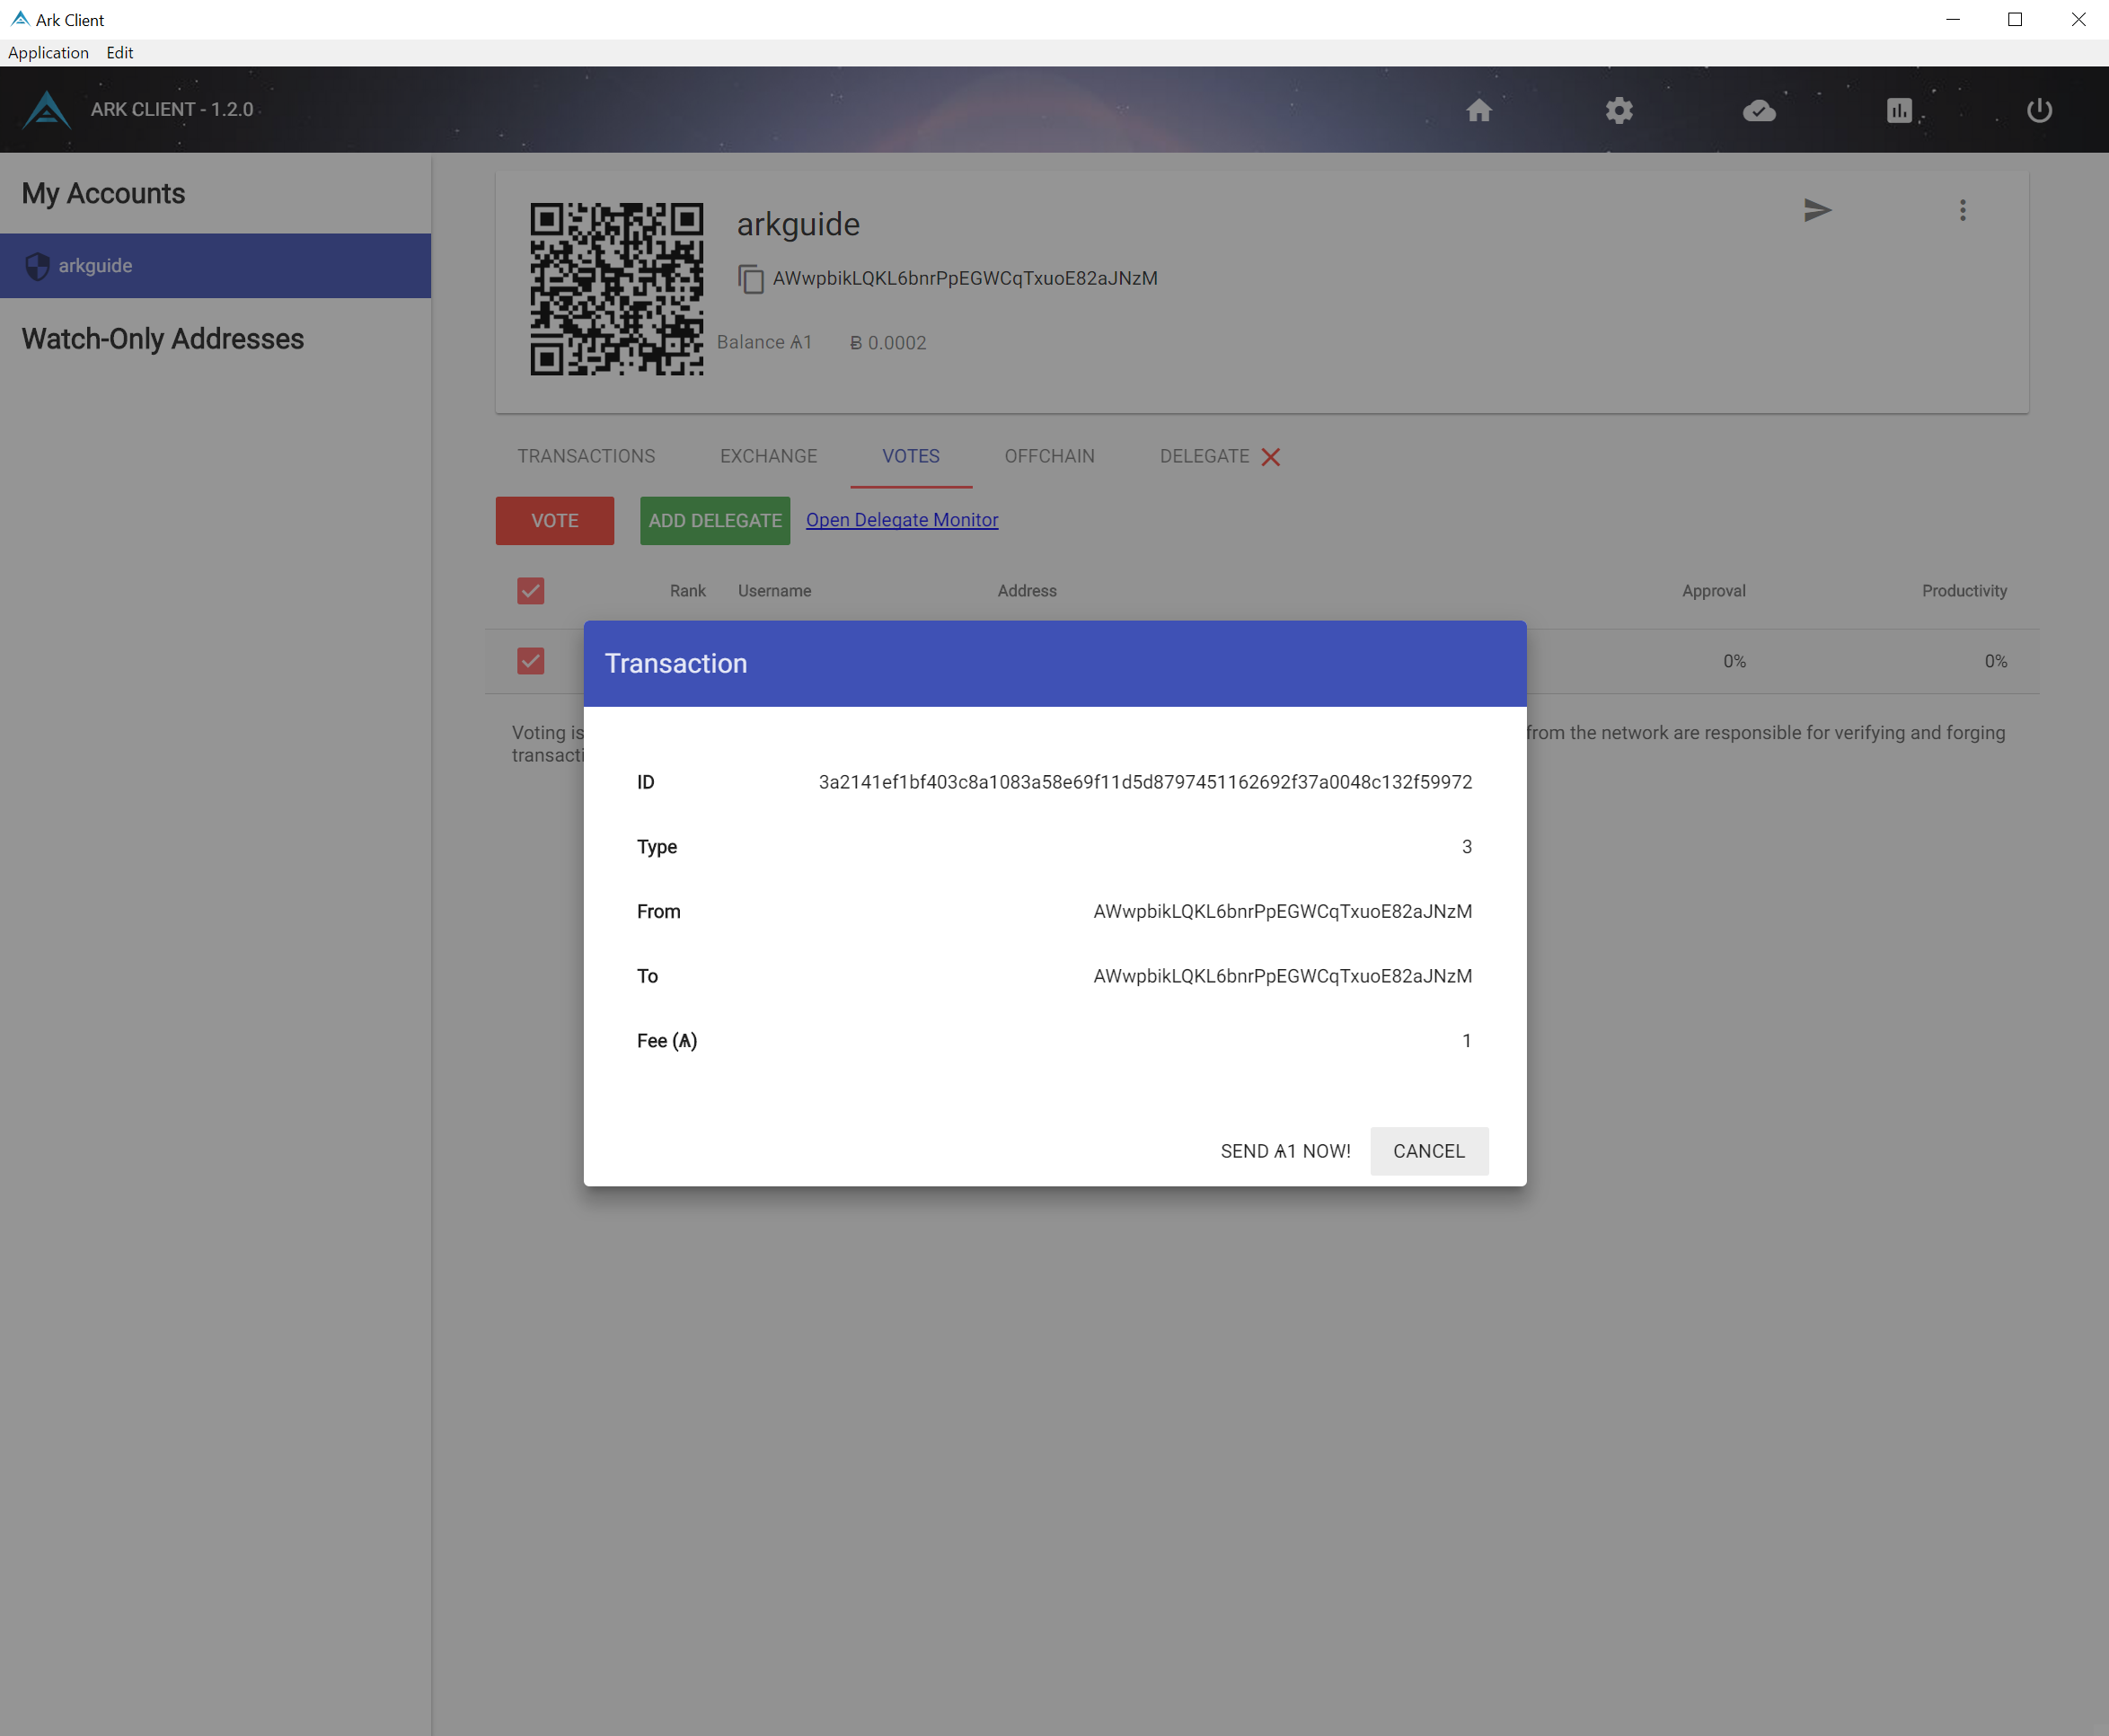 Ark Client
Application Edit
ARK CLIENT - 1.2.0
My Accounts
arkguide
Watch-Only Addresses
arkguide
AWwpbikLQKL6bnrPpEGWCqTxuoE82aJNzM
Balance Ѧ1 Ƀ 0.0002
TRANSACTIONS EXCHANGE VOTES OFFCHAIN DELEGATE
VOTE ADD DELEGATE Open Delegate Monitor
Rank Username Address Approval Productivity
0% 0%
Voting is from the network are responsible for verifying and forging
Transaction
ID 3a2141ef1bf403c8a1083a58e69f11d5d8797451162692f37a0048c132f59972
Type 3
From AWwpbikLQKL6bnrPpEGWCqTxuoE82aJNzM
To AWwpbikLQKL6bnrPpEGWCqTxuoE82aJNzM
Fee (Ѧ) 1
SEND Ѧ1 NOW! CANCEL